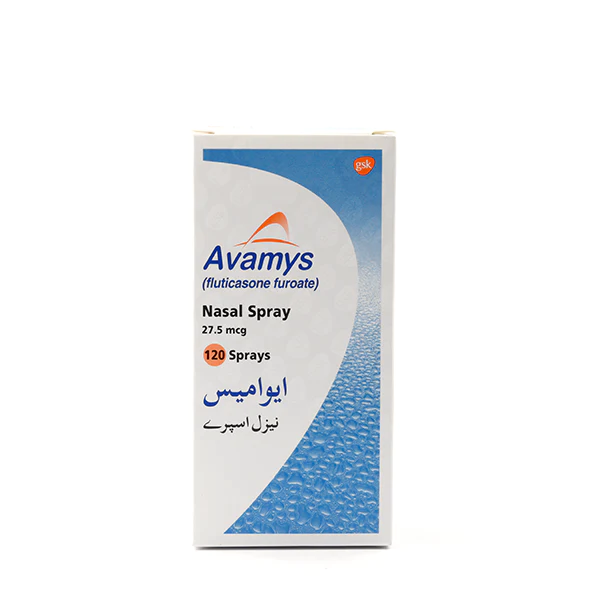 gsk
Avamys
(fluticasone furoate)
Nasal Spray
27.5 mcg
120 Sprays
ایوامیس
نیزل اسپرے